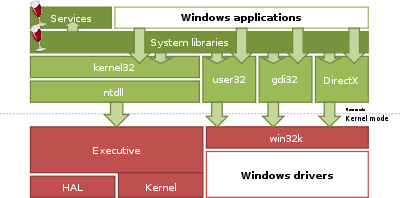 Services
Windows applications
System libraries
kernel32
user32
gdi32
DirectX
ntdll
Kernel mode
Executive
win32k
HAL
Kernel
Windows drivers